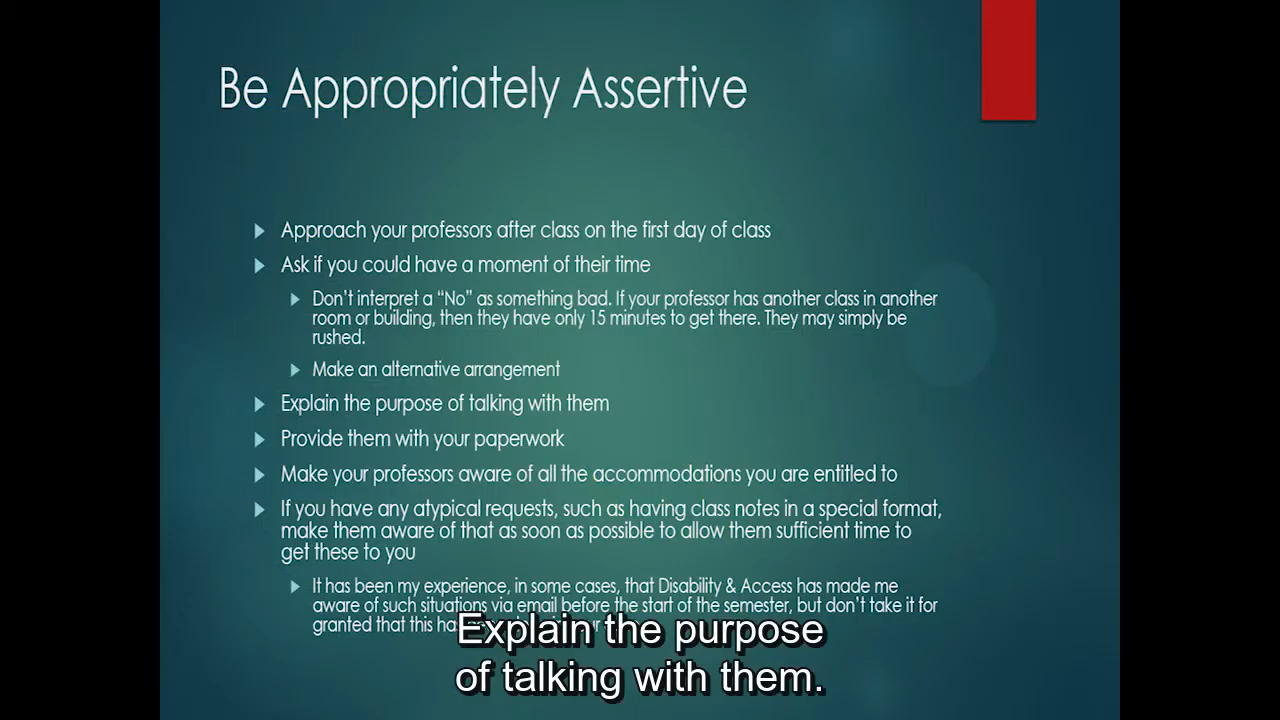 Be Appropriately Assertive
Approach your professors after class on the first day of class
Ask if you could have a moment of their time
Don't interpret a “No” as something bad. If your professor has another class in another
room or building, then they have only 15 minutes to get there. They may simply be
rushed.
Make an alternative arrangement
Explain the purpose of talking with them
Provide them with your paperwork
Make your professors aware of all the accommodations you are entitled to
If you have any atypical requests, such as having class notes in a special format,
make them aware of that as soon as possible to allow them sufficient time to
get these to you
It has been my experience, in some cases, that Disability & Access has made me
aware of such situations via email before the start of the semester, but don't take it for
granted that this has
Explain the purpose
of talking with them.